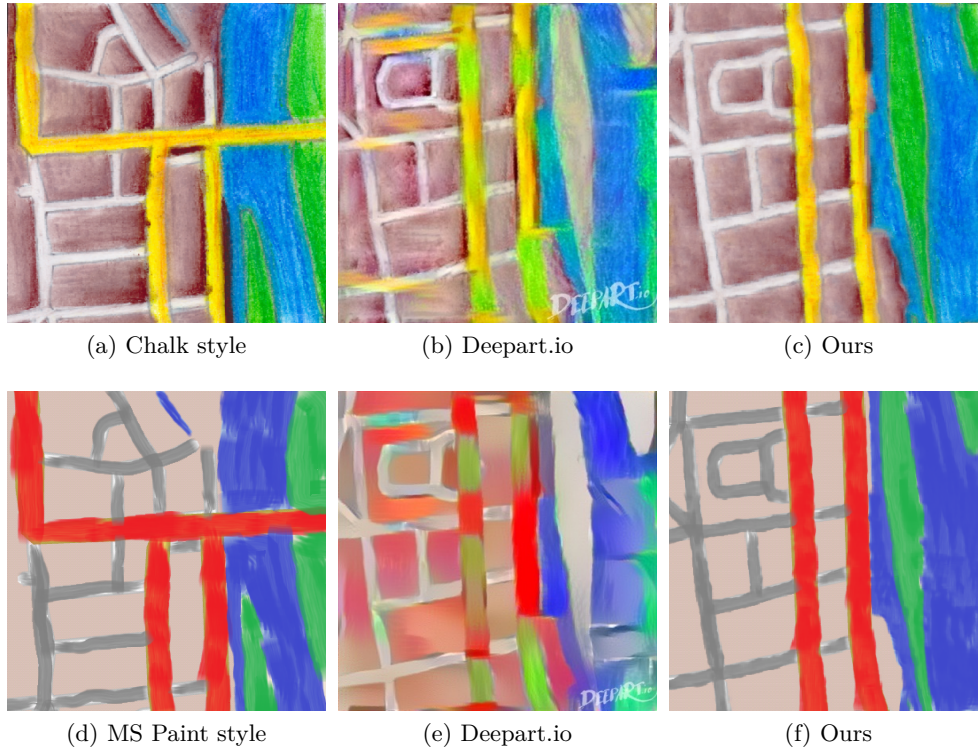 DEEPART.io
(a) Chalk style
(b) Deepart.io
(c) Ours
DEEPART.io
(d) MS Paint style
(e) Deepart.io
(f) Ours